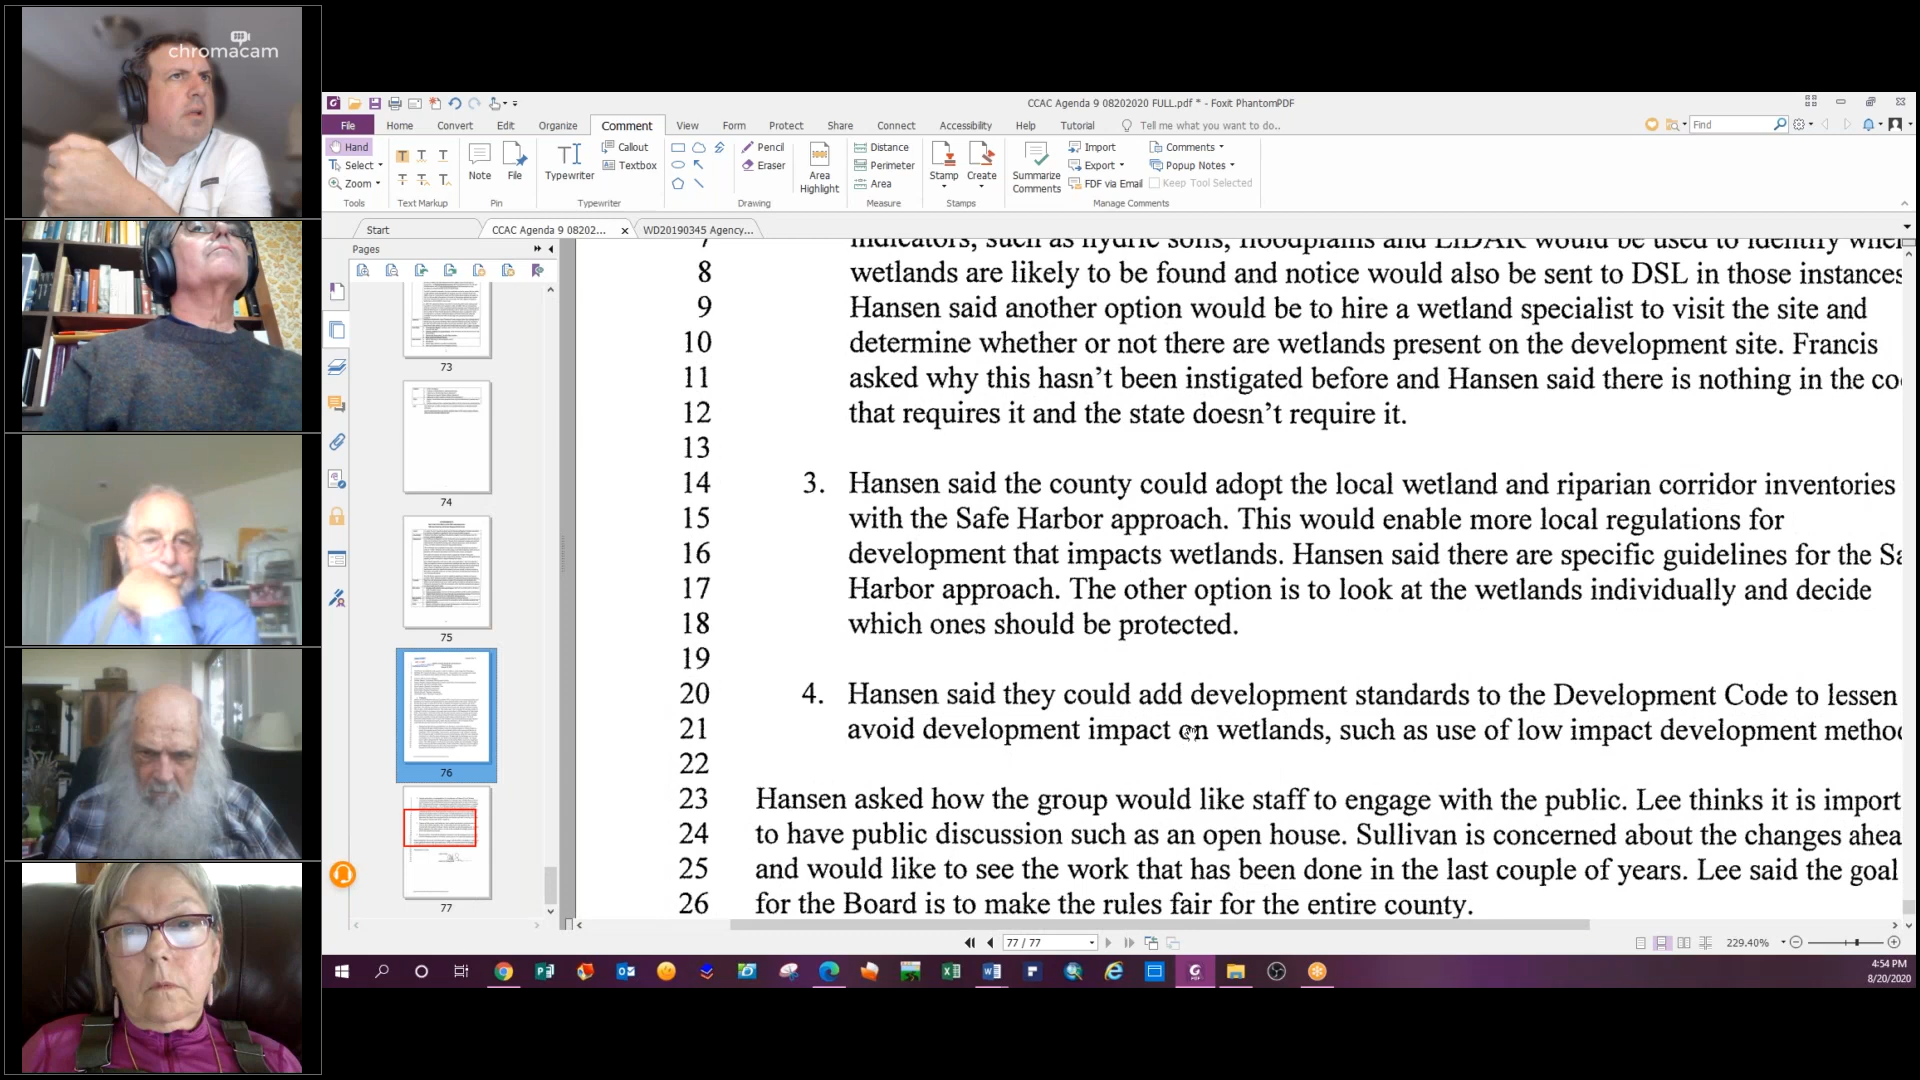 chromacam
CCAC Agenda 9 08202020 FULL.pdf * - Foxit PhantomPDF
File Home Convert Edit Organize Comment View Form Protect Share Connect Accessibility Help Tutorial Tell me what you want to do.. Find
Hand
Select
Zoom
Tools
Text Markup
Note
File
Pin
Typewriter
Callout
Textbox
Typewriter
Pencil
Eraser
Drawing
Area
Highlight
Distance
Perimeter
Area
Measure
Stamp
Create
Stamps
Summarize
Comments
Import
Export
FDF via Email
Comments
Popup Notes
Keep Tool Selected
Manage Comments
Start
CCAC Agenda 9 08202...
WD20190345 Agency...
Pages
73
74
75
76
77
7 indicators, such as hydric soils, floodplains and LiDAR would be used to identify
8 wetlands are likely to be found and notice would also be sent to DSL in those instances
9 Hansen said another option would be to hire a wetland specialist to visit the site and
10 determine whether or not there are wetlands present on the development site. Francis
11 asked why this hasn't been instigated before and Hansen said there is nothing in the co
12 that requires it and the state doesn't require it.
13
14 3. Hansen said the county could adopt the local wetland and riparian corridor inventories
15 with the Safe Harbor approach. This would enable more local regulations for
16 development that impacts wetlands. Hansen said there are specific guidelines for the Sa
17 Harbor approach. The other option is to look at the wetlands individually and decide
18 which ones should be protected.
19
20 4. Hansen said they could add development standards to the Development Code to lessen
21 avoid development impact on wetlands, such as use of low impact development metho
22
23 Hansen asked how the group would like staff to engage with the public. Lee thinks it is import
24 to have public discussion such as an open house. Sullivan is concerned about the changes ahea
25 and would like to see the work that has been done in the last couple of years. Lee said the goal
26 for the Board is to make the rules fair for the entire county.
77 / 77
229.40%
4:54 PM
8/20/2020